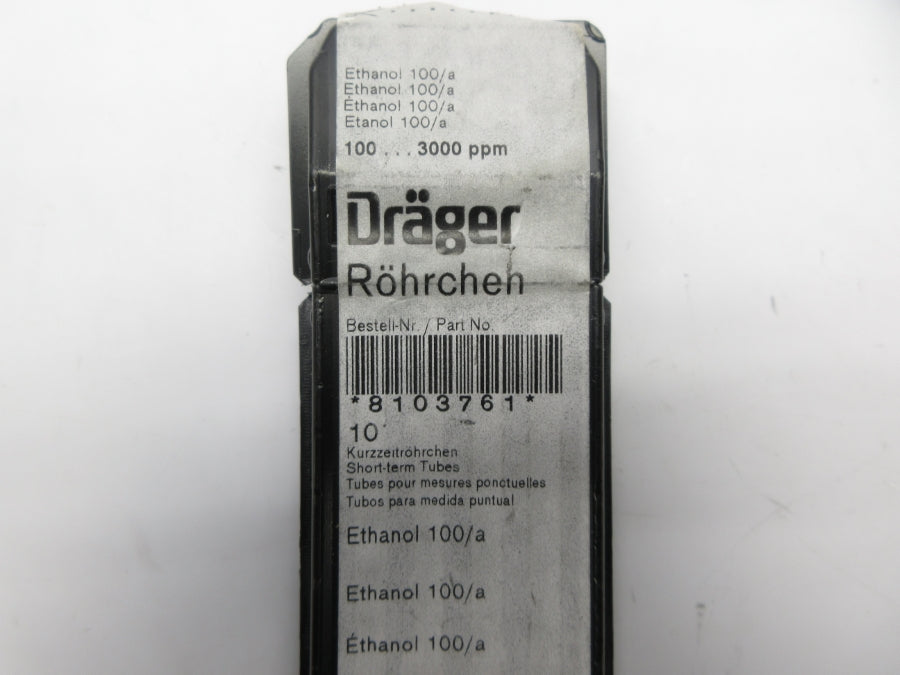 Ethanol 100/a
Ethanol 100/a
Éthanol 100/a
Etanol 100/a
100 . . . 3000 ppm
Dräger
Röhrchen
Bestell-Nr. / Part No.
*8103761*
10
Kurzzeitröhrchen
Short-term Tubes
Tubes pour mesures ponctuelles
Tubos para medida puntual
Ethanol 100/a
Ethanol 100/a
Éthanol 100/a